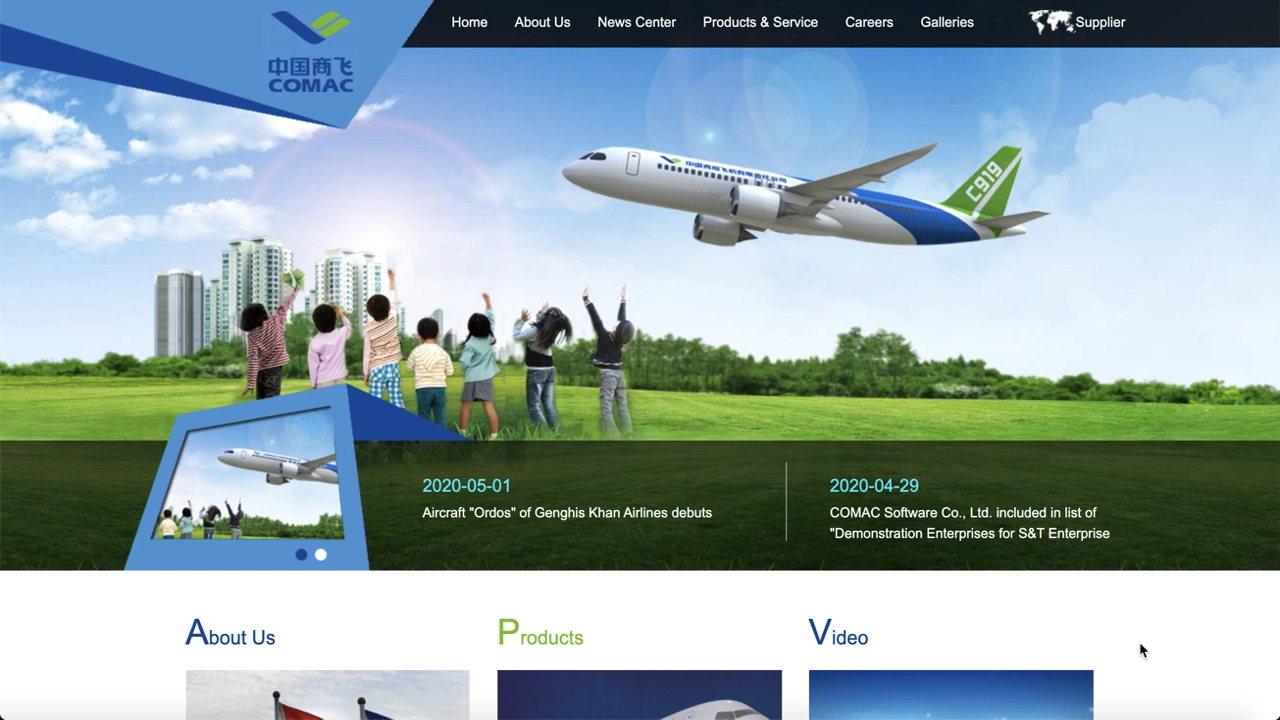 Home About Us News Center Products & Service Careers Galleries Supplier
中国商飞
COMAC
C919
2020-05-01
Aircraft "Ordos" of Genghis Khan Airlines debuts
2020-04-29
COMAC Software Co., Ltd. included in list of
"Demonstration Enterprises for S&T Enterprise
About Us
Products
Video